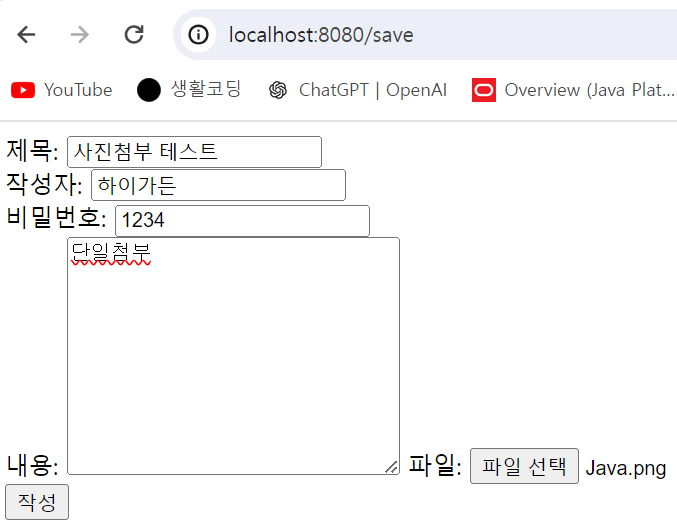 localhost:8080/save
YouTube 생활코딩 ChatGPT | OpenAI Overview (Java Plat...
제목: 사진첨부 테스트
작성자: 하이가든
비밀번호: 1234
단일첨부
내용: 파일: 파일 선택 Java.png
작성